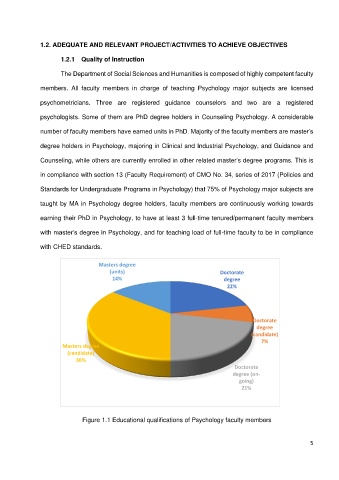 1.2. ADEQUATE AND RELEVANT PROJECT/ACTIVITIES TO ACHIEVE OBJECTIVES
1.2.1 Quality of Instruction
The Department of Social Sciences and Humanities is composed of highly competent faculty
members. All faculty members in charge of teaching Psychology major subjects are licensed
psychometricians. Three are registered guidance counselors and two are a registered
psychologists. Some of them are PhD degree holders in Counseling Psychology. A considerable
number of faculty members have earned units in PhD. Majority of the faculty members are master's
degree holders in Psychology, majoring in Clinical and Industrial Psychology, and Guidance and
Counseling, while others are currently enrolled in other related master's degree programs. This is
in compliance with section 13 (Faculty Requirement) of CMO No. 34, series of 2017 (Policies and
Standards for Undergraduate Programs in Psychology) that 75% of Psychology major subjects are
taught by MA in Psychology degree holders, faculty members are continuously working towards
earning their PhD in Psychology, to have at least 3 full-time tenured/permanent faculty members
with master's degree in Psychology, and for teaching load of full-time faculty to be in compliance
with CHED standards.
Masters degree
(units)
14%
Doctorate
degree
22%
Doctorate
degree
(candidate)
7%
Doctorate
degree (on-
going)
21%
Masters degree
(candidate)
36%
Figure 1.1 Educational qualifications of Psychology faculty members
5